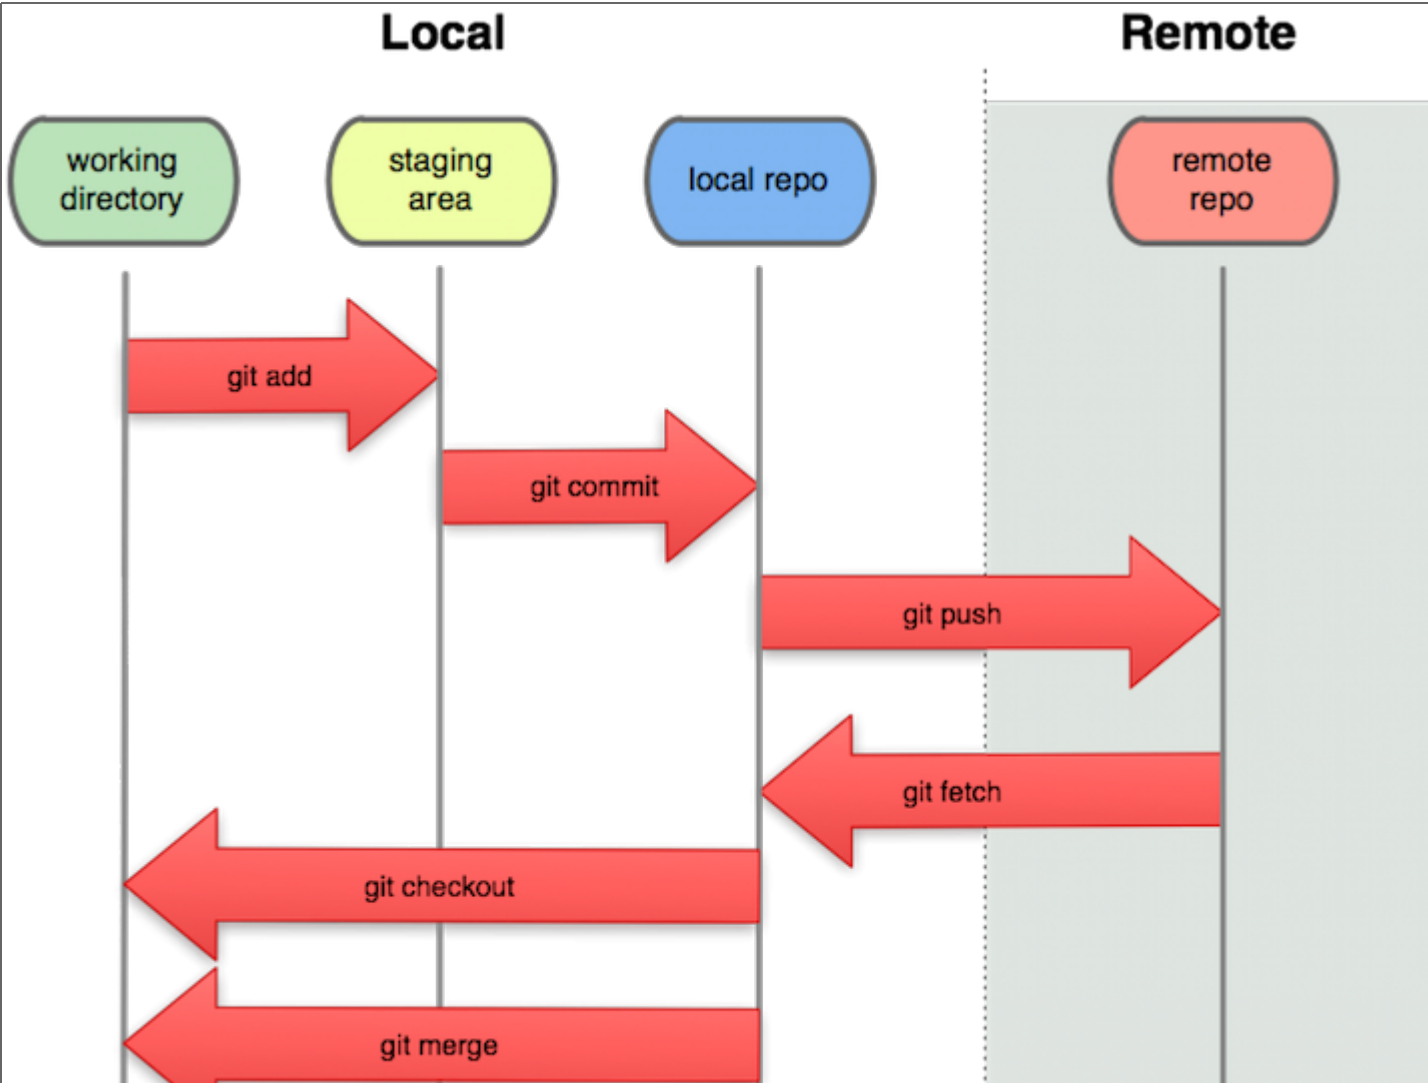 Local
Remote
working
directory
staging
area
local repo
remote
repo
git add
git commit
git push
git fetch
git checkout
git merge